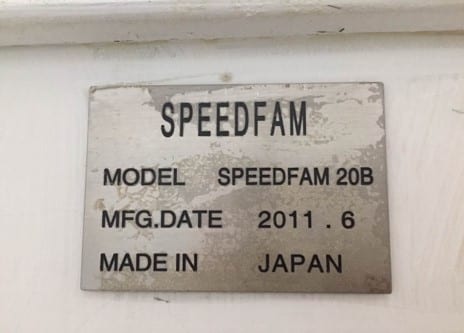 SPEEDFAM
MODEL SPEEDFAM 20B
MFG.DATE 2011 . 6
MADE IN JAPAN